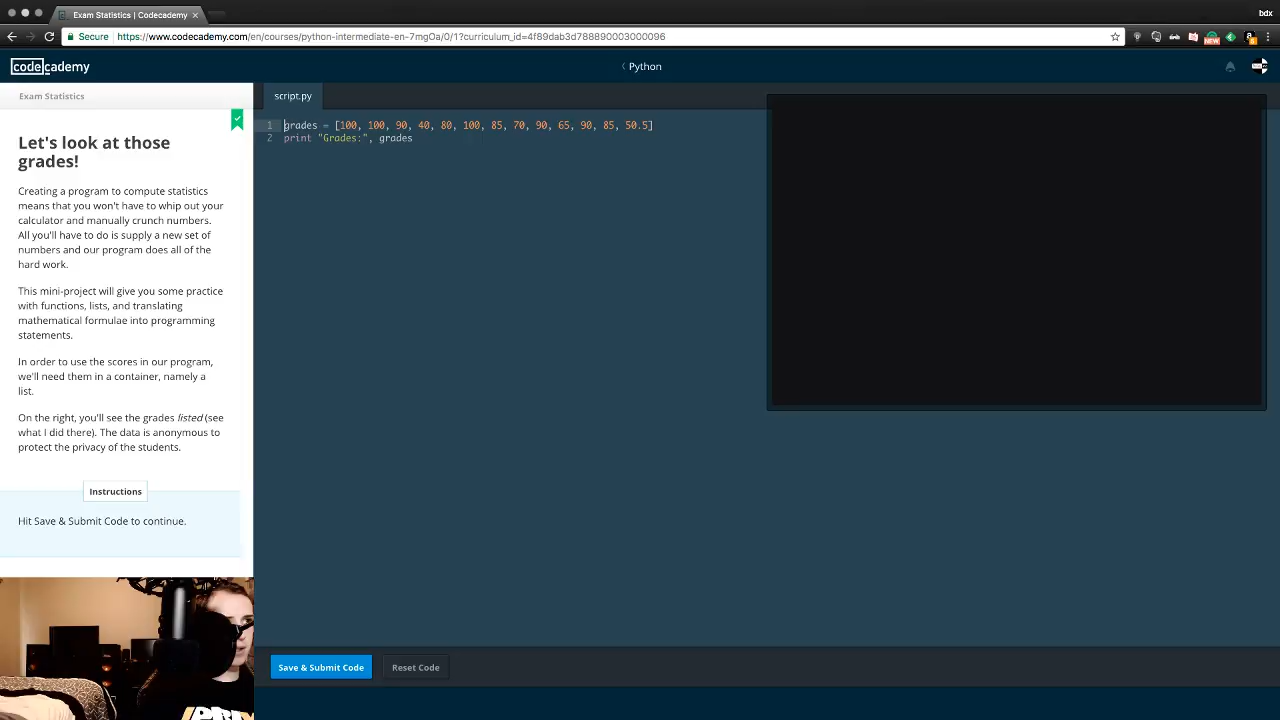 Exam Statistics | Codecademy
bdx
Secure https://www.codecademy.com/en/courses/python-intermediate-en-7mgOa/0/1?curriculum_id=4f89dab3d788890003000096
NEW
codecademy
Python
Exam Statistics
script.py
Let's look at those
grades!
Creating a program to compute statistics
means that you won't have to whip out your
calculator and manually crunch numbers.
All you'll have to do is supply a new set of
numbers and our program does all of the
hard work.
This mini-project will give you some practice
with functions, lists, and translating
mathematical formulae into programming
statements.
In order to use the scores in our program,
we'll need them in a container, namely a
list.
On the right, you'll see the grades listed (see
what I did there). The data is anonymous to
protect the privacy of the students.
Instructions
Hit Save & Submit Code to continue.
1 grades = [100, 100, 90, 40, 80, 100, 85, 70, 90, 65, 90, 85, 50.5]
2 print "Grades:", grades
Save & Submit Code
Reset Code